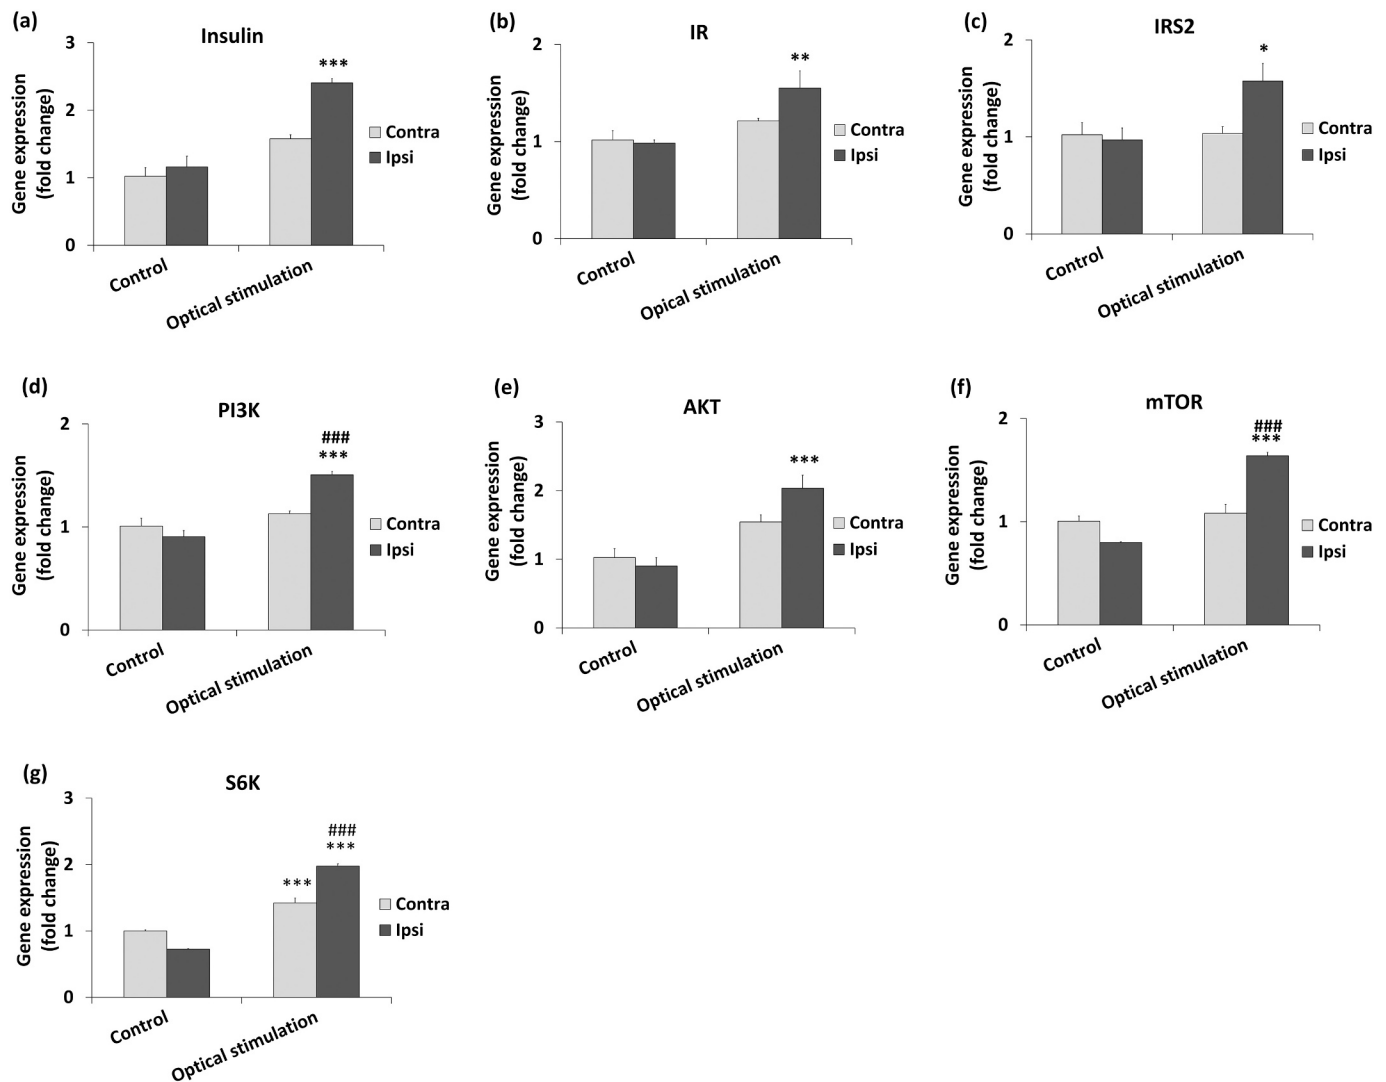 (a)
Insulin
Gene expression
(fold change)
3
2
1
0
***
Contra
Ipsi
Control
Optical stimulation
(b)
IR
Gene expression
(fold change)
2
1
0
**
Contra
Ipsi
Control
Opical stimulation
(c)
IRS2
Gene expression
(fold change)
2
1
0
*
Contra
Ipsi
Control
Optical stimulation
(d)
PI3K
Gene expression
(fold change)
2
1
0
###
***
Contra
Ipsi
Control
Optical stimulation
(e)
AKT
Gene expression
(fold change)
3
2
1
0
***
Contra
Ipsi
Control
Optical stimulation
(f)
mTOR
Gene expression
(fold change)
2
1
0
###
***
Contra
Ipsi
Control
Optical stimulation
(g)
S6K
Gene expression
(fold change)
3
2
1
0
***
###
***
Contra
Ipsi
Control
Optical stimulation